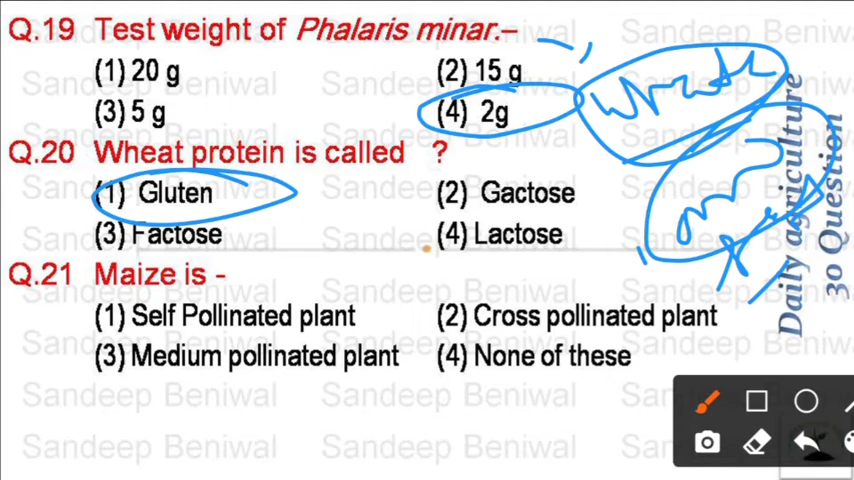 Q.19 Test weight of Phalaris minar:–
(1) 20 g (2) 15 g
(3) 5 g (4) 2g
Q.20 Wheat protein is called ?
(1) Gluten (2) Gactose
(3) Factose (4) Lactose
Q.21 Maize is -
(1) Self Pollinated plant (2) Cross pollinated plant
(3) Medium pollinated plant (4) None of these
Daily agriculture
30 Question
Sandeep Beniwal